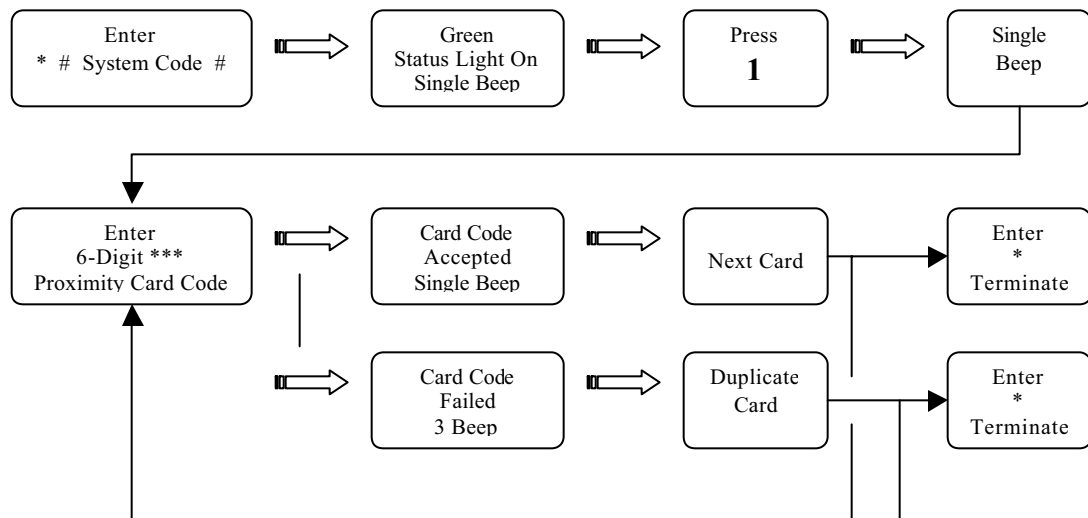 Enter
* # System Code #
Green
Status Light On
Single Beep
Press
1
Single
Beep
Enter
6-Digit ***
Proximity Card Code
Card Code
Accepted
Single Beep
Next Card
Enter
*
Terminate
Card Code
Failed
3 Beep
Duplicate
Card
Enter
*
Terminate